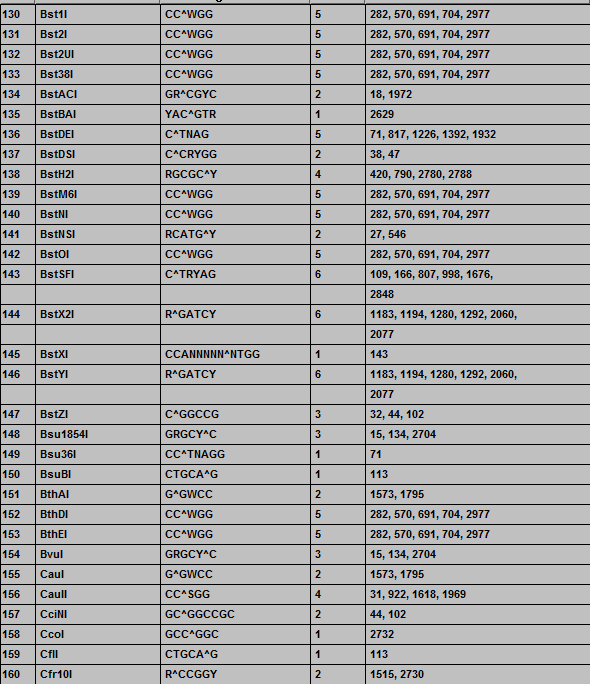 130 Bst1I CC^WGG 5 282, 570, 691, 704, 2977
131 Bst2I CC^WGG 5 282, 570, 691, 704, 2977
132 Bst2UI CC^WGG 5 282, 570, 691, 704, 2977
133 Bst38I CC^WGG 5 282, 570, 691, 704, 2977
134 BstACI GR^CGYC 2 18, 1972
135 BstBAI YAC^GTR 1 2629
136 BstDEI C^TNAG 5 71, 817, 1226, 1392, 1932
137 BstDSI C^CRYGG 2 38, 47
138 BstH2I RGCGC^Y 4 420, 790, 2780, 2788
139 BstM6I CC^WGG 5 282, 570, 691, 704, 2977
140 BstNI CC^WGG 5 282, 570, 691, 704, 2977
141 BstNSI RCATG^Y 2 27, 546
142 BstOI CC^WGG 5 282, 570, 691, 704, 2977
143 BstSFI C^TRYAG 6 109, 166, 807, 998, 1676,
2848
144 BstX2I R^GATCY 6 1183, 1194, 1280, 1292, 2060,
2077
145 BstXI CCANNNNN^NTGG 1 143
146 BstYI R^GATCY 6 1183, 1194, 1280, 1292, 2060,
2077
147 BstZI C^GGCCG 3 32, 44, 102
148 Bsu1854I GRGCY^C 3 15, 134, 2704
149 Bsu36I CC^TNAGG 1 71
150 BsuBI CTGCA^G 1 113
151 BthAI G^GWCC 2 1573, 1795
152 BthDI CC^WGG 5 282, 570, 691, 704, 2977
153 BthEI CC^WGG 5 282, 570, 691, 704, 2977
154 BvuI GRGCY^C 3 15, 134, 2704
155 CauI G^GWCC 2 1573, 1795
156 CauII CC^SGG 4 31, 922, 1618, 1969
157 CciNI GC^GGCCGC 2 44, 102
158 CcoI GCC^GGC 1 2732
159 CflI CTGCA^G 1 113
160 Cfr10I R^CCGGY 2 1515, 2730